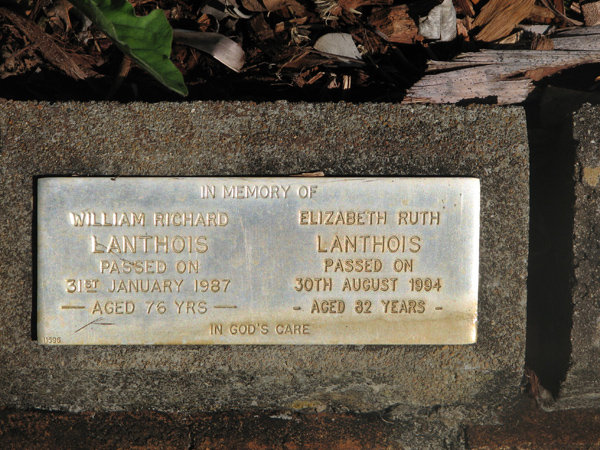 IN MEMORY OF
WILLIAM RICHARD
LANTHOIS
PASSED ON
31ST JANUARY 1987
— AGED 76 YRS —
ELIZABETH RUTH
LANTHOIS
PASSED ON
30TH AUGUST 1994
- AGED 82 YEARS -
IN GOD'S CARE